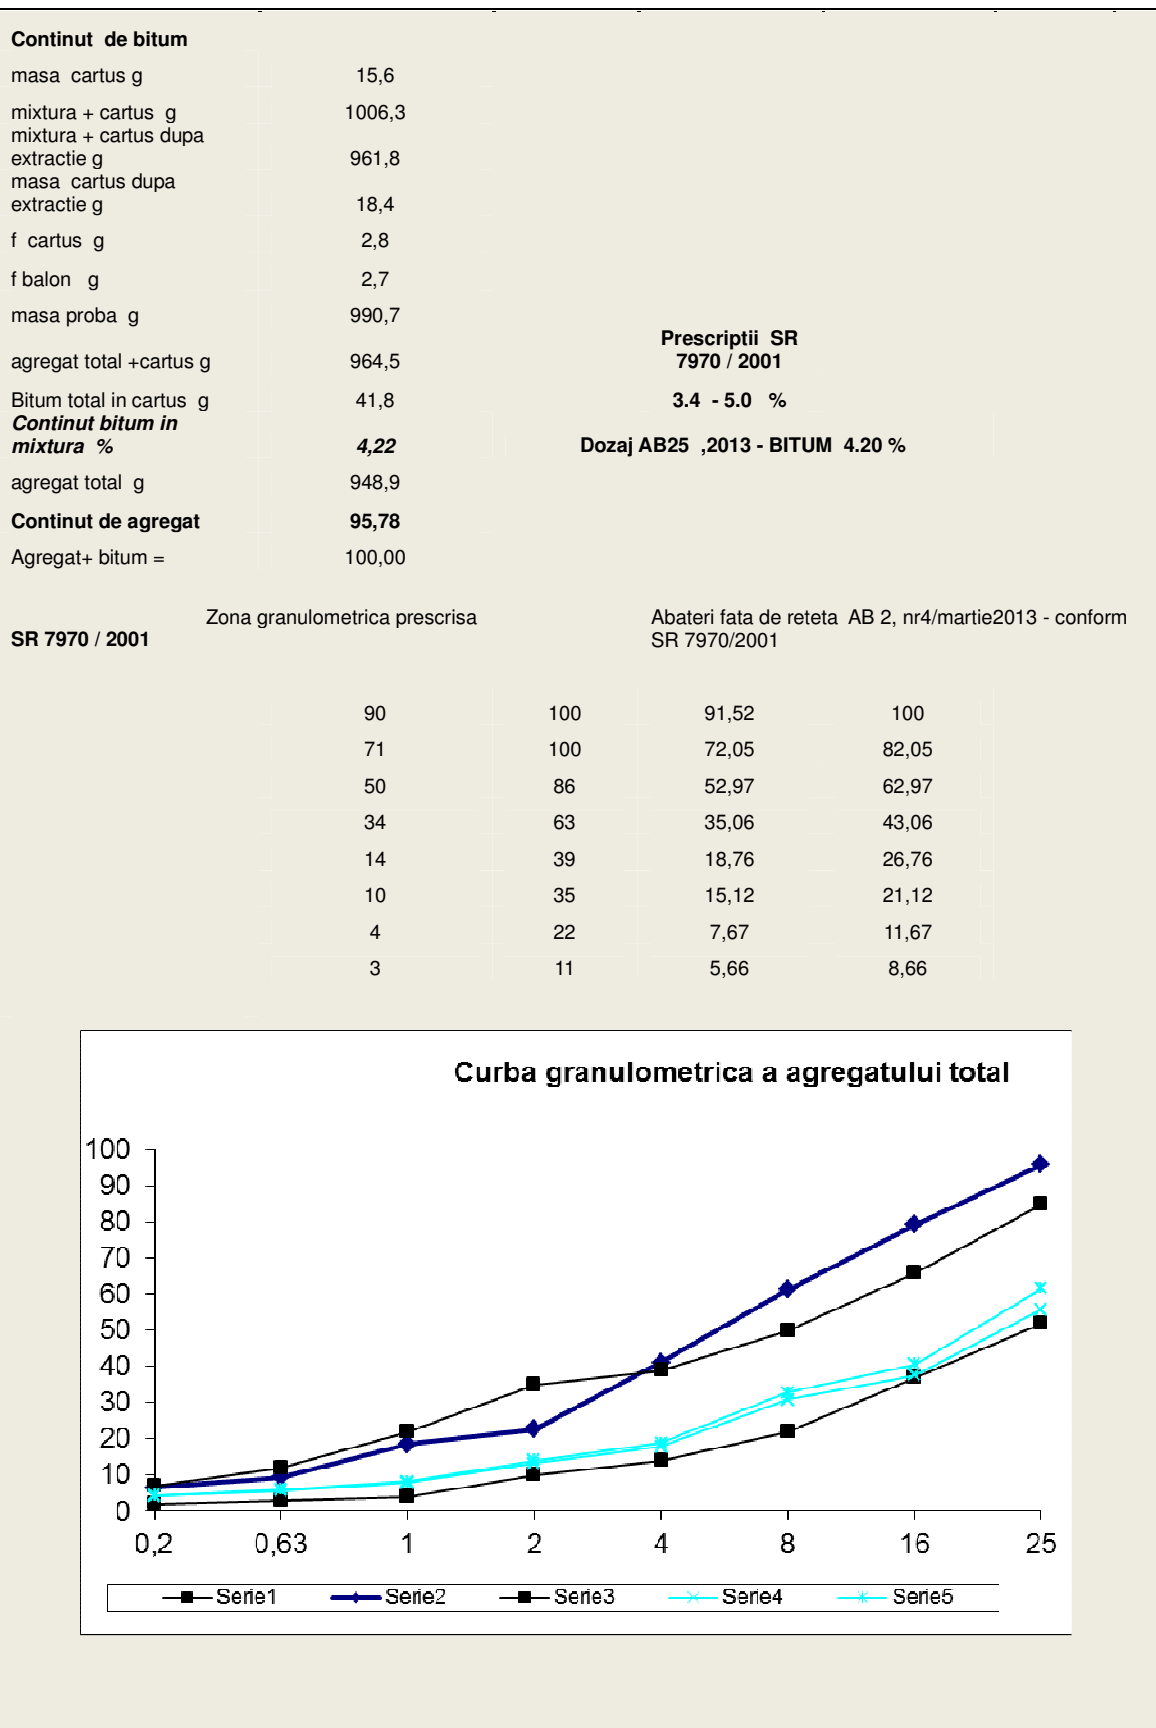 Continut de bitum
masa cartus g 15,6
mixtura + cartus g 1006,3
mixtura + cartus dupa
extractie g 961,8
masa cartus dupa
extractie g 18,4
f cartus g 2,8
f balon g 2,7
masa proba g 990,7
Prescriptii SR
agregat total +cartus g 964,5 7970 / 2001
Bitum total in cartus g 41,8 3.4 - 5.0 %
Continut bitum in
mixtura % 4,22 Dozaj AB25 ,2013 - BITUM 4.20 %
agregat total g 948,9
Continut de agregat 95,78
Agregat+ bitum = 100,00
Zona granulometrica prescrisa Abateri fata de reteta AB 2, nr4/martie2013 - conform
SR 7970 / 2001 SR 7970/2001
90 100 91,52 100
71 100 72,05 82,05
50 86 52,97 62,97
34 63 35,06 43,06
14 39 18,76 26,76
10 35 15,12 21,12
4 22 7,67 11,67
3 11 5,66 8,66
Curba granulometrica a agregatului total
100
90
80
70
60
50
40
30
20
10
0
0,2 0,63 1 2 4 8 16 25
Serie1 Serie2 Serie3 Serie4 Serie5